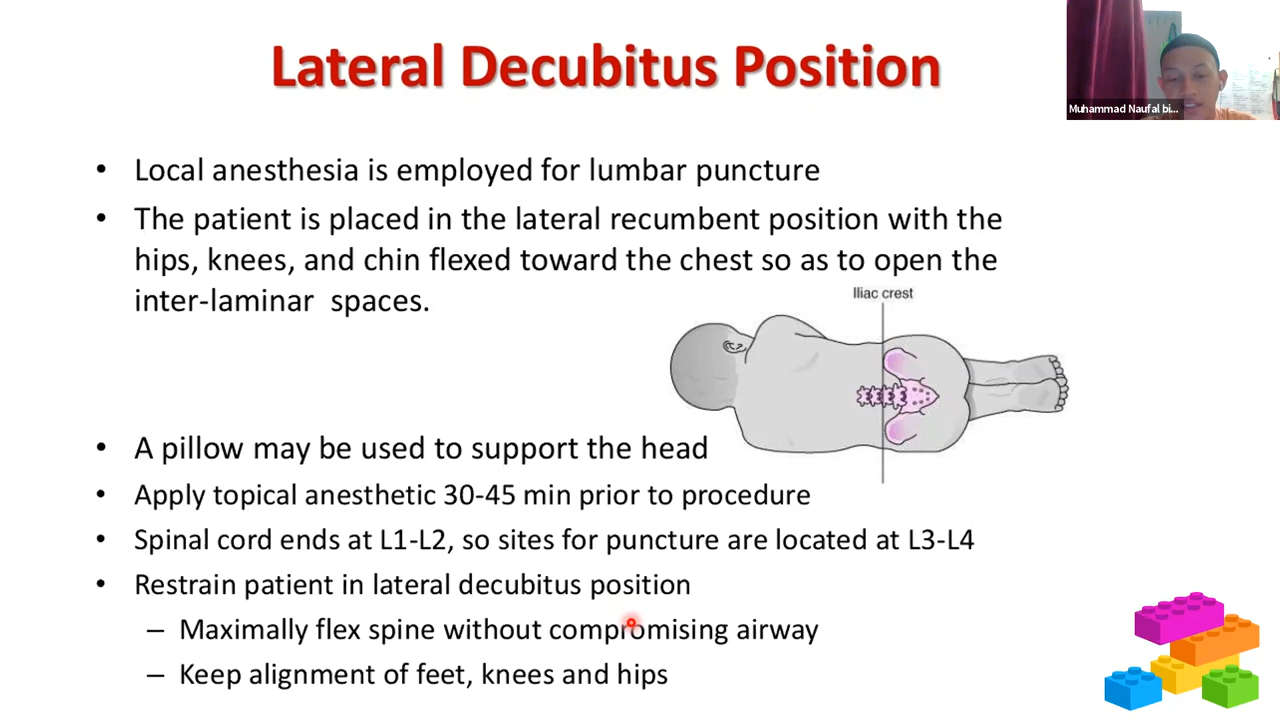 Lateral Decubitus Position
Muhammad Naufal bi...
• Local anesthesia is employed for lumbar puncture
• The patient is placed in the lateral recumbent position with the
hips, knees, and chin flexed toward the chest so as to open the
inter-laminar spaces.
Iliac crest
• A pillow may be used to support the head
• Apply topical anesthetic 30-45 min prior to procedure
• Spinal cord ends at L1-L2, so sites for puncture are located at L3-L4
• Restrain patient in lateral decubitus position
– Maximally flex spine without compromising airway
– Keep alignment of feet, knees and hips